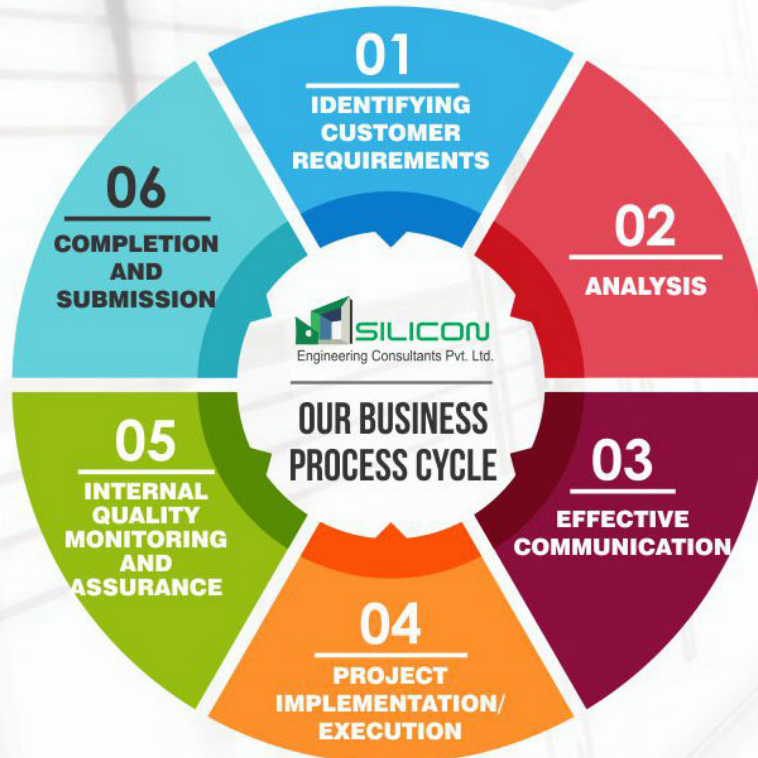 01
IDENTIFYING
CUSTOMER
REQUIREMENTS
02
ANALYSIS
03
EFFECTIVE
COMMUNICATION
04
PROJECT
IMPLEMENTATION/
EXECUTION
05
INTERNAL
QUALITY
MONITORING
AND
ASSURANCE
06
COMPLETION
AND
SUBMISSION
SILICON
Engineering Consultants Pvt. Ltd.
OUR BUSINESS
PROCESS CYCLE